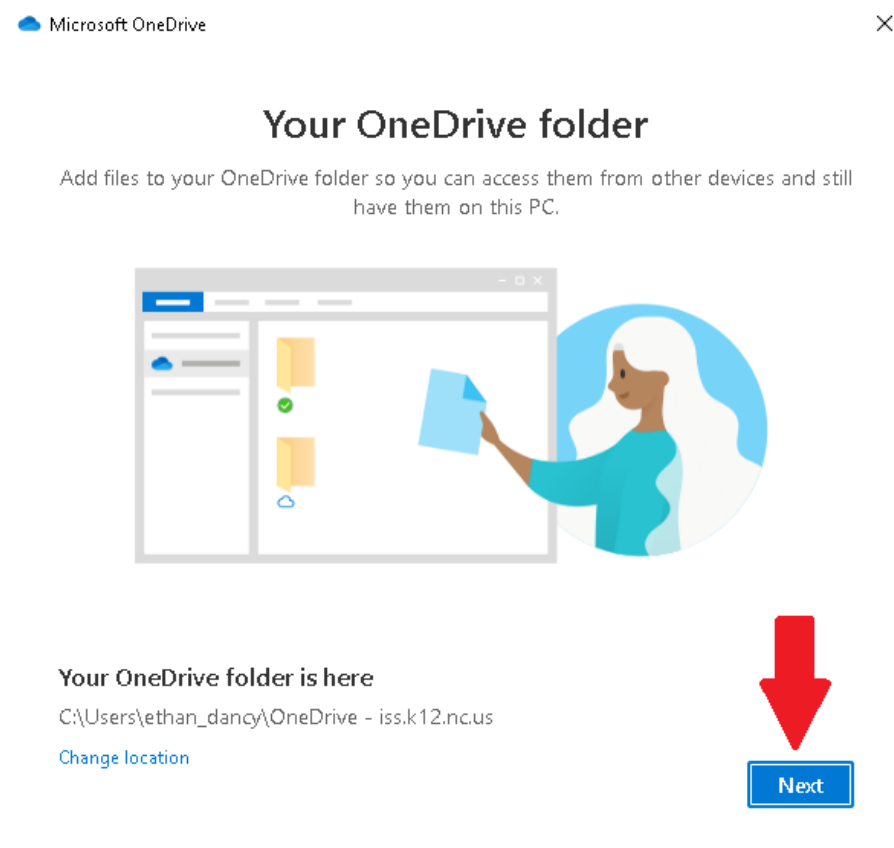 Microsoft OneDrive
Your OneDrive folder
Add files to your OneDrive folder so you can access them from other devices and still
have them on this PC.
Your OneDrive folder is here
C:\Users\ethan_dancy\OneDrive - iss.k12.nc.us
Change location
Next